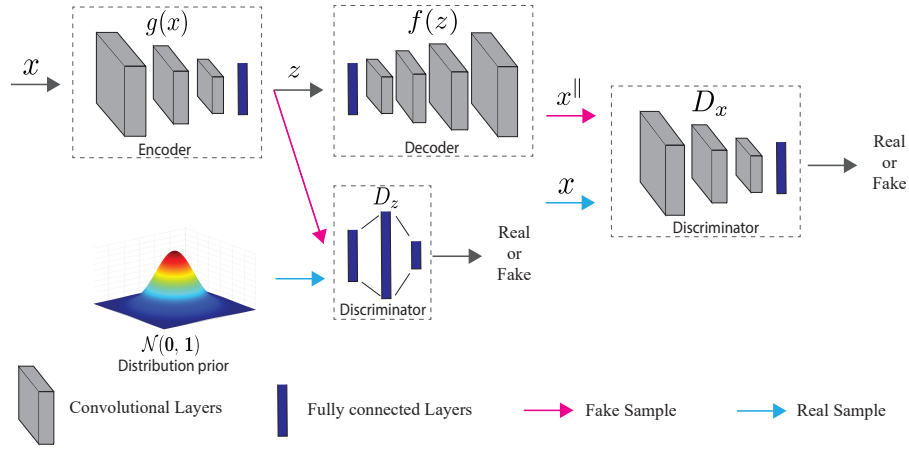 g(x)
x
Encoder
z
f(z)
Decoder
x^∥
x
D_x
Discriminator
Real
or
Fake
D_z
Discriminator
Real
or
Fake
𝒩(0, 1)
Distribution prior
Convolutional Layers
Fully connected Layers
Fake Sample
Real Sample